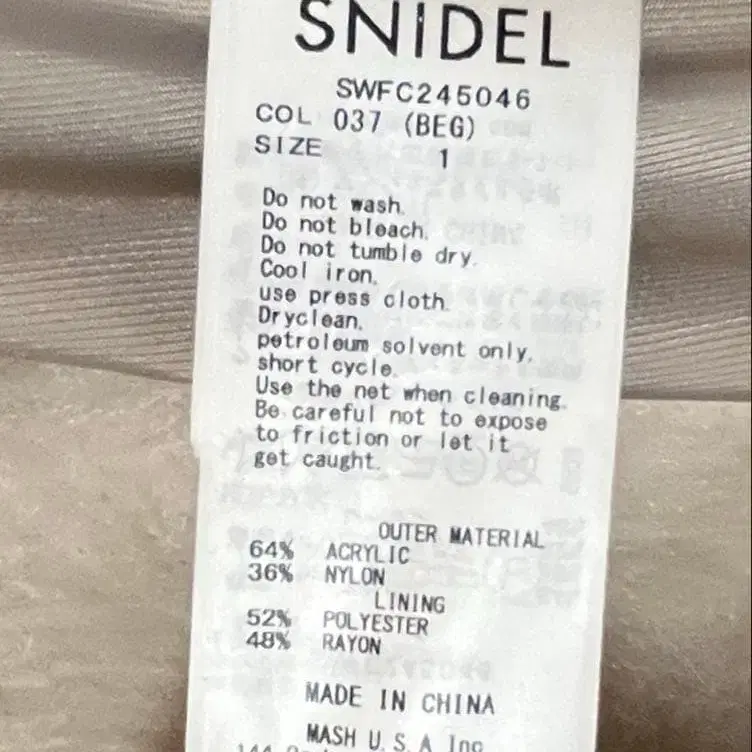 SNIDEL
SWFC245046
COL 037 (BEG)
SIZE 1
Do not wash.
Do not bleach.
Do not tumble dry.
Cool iron.
use press cloth.
Dryclean.
petroleum solvent only.
short cycle.
Use the net when cleaning.
Be careful not to expose
to friction or let it
get caught.
OUTER MATERIAL
64% ACRYLIC
36% NYLON
LINING
52% POLYESTER
48% RAYON
MADE IN CHINA
MASH U.S.A Inc